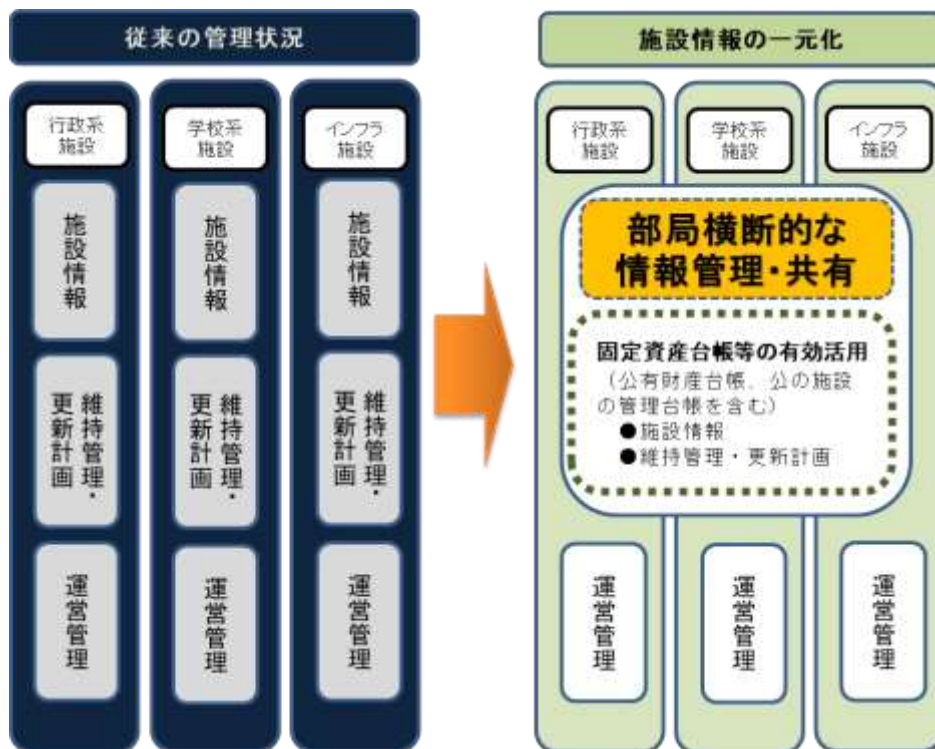 従来の管理状況
行政系
施設
施設情報
維持管理・
更新計画
運営管理
学校系
施設
施設情報
維持管理・
更新計画
運営管理
インフラ
施設
施設情報
維持管理・
更新計画
運営管理
施設情報の一元化
行政系
施設
学校系
施設
インフラ
施設
部局横断的な
情報管理・共有
固定資産台帳等の有効活用
（公有財産台帳、公の施設
の管理台帳を含む）
●施設情報
●維持管理・更新計画
運営管理
運営管理
運営管理